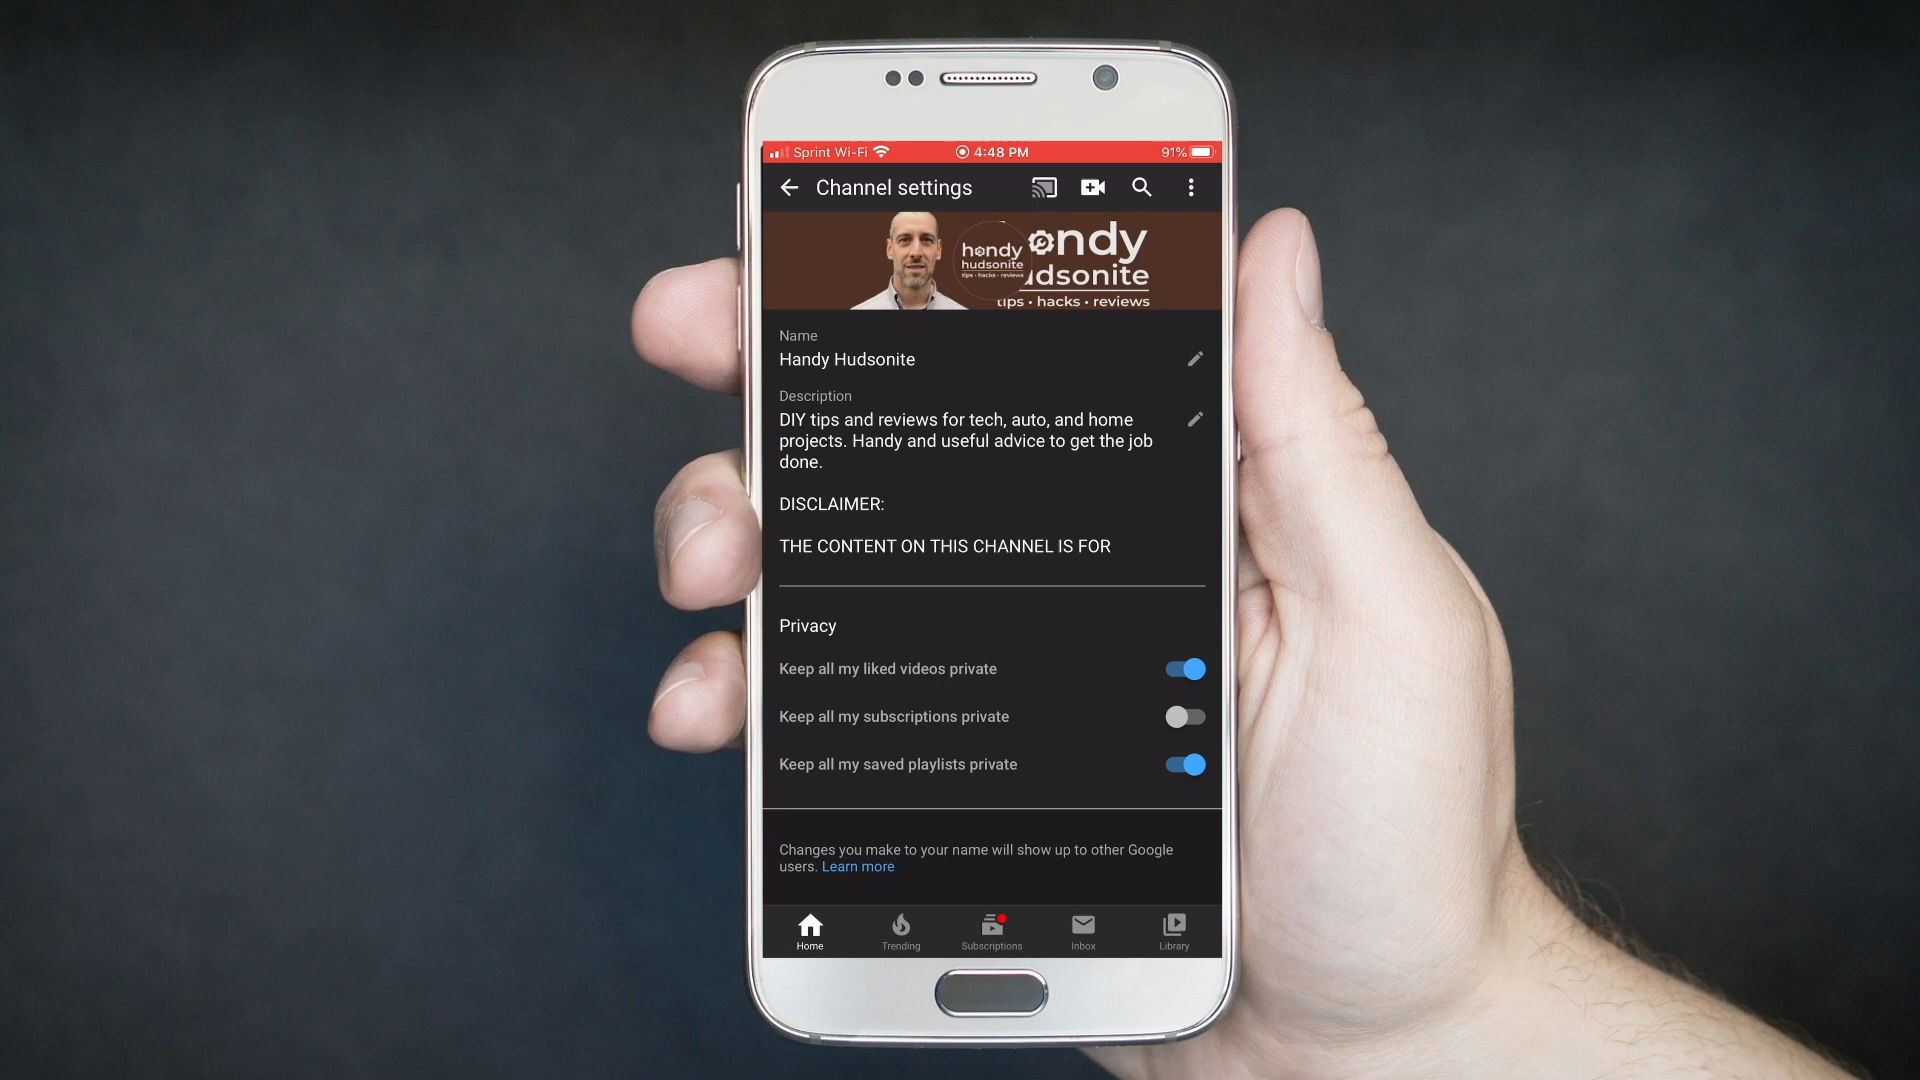 Sprint Wi-Fi 4:48 PM 91%
Channel settings
handy
hudsonite
tips • hacks • reviews
andy
udsonite
tips • hacks • reviews
Name
Handy Hudsonite
Description
DIY tips and reviews for tech, auto, and home
projects. Handy and useful advice to get the job
done.
DISCLAIMER:
THE CONTENT ON THIS CHANNEL IS FOR
Privacy
Keep all my liked videos private
Keep all my subscriptions private
Keep all my saved playlists private
Changes you make to your name will show up to other Google
users. Learn more
Home Trending Subscriptions Inbox Library